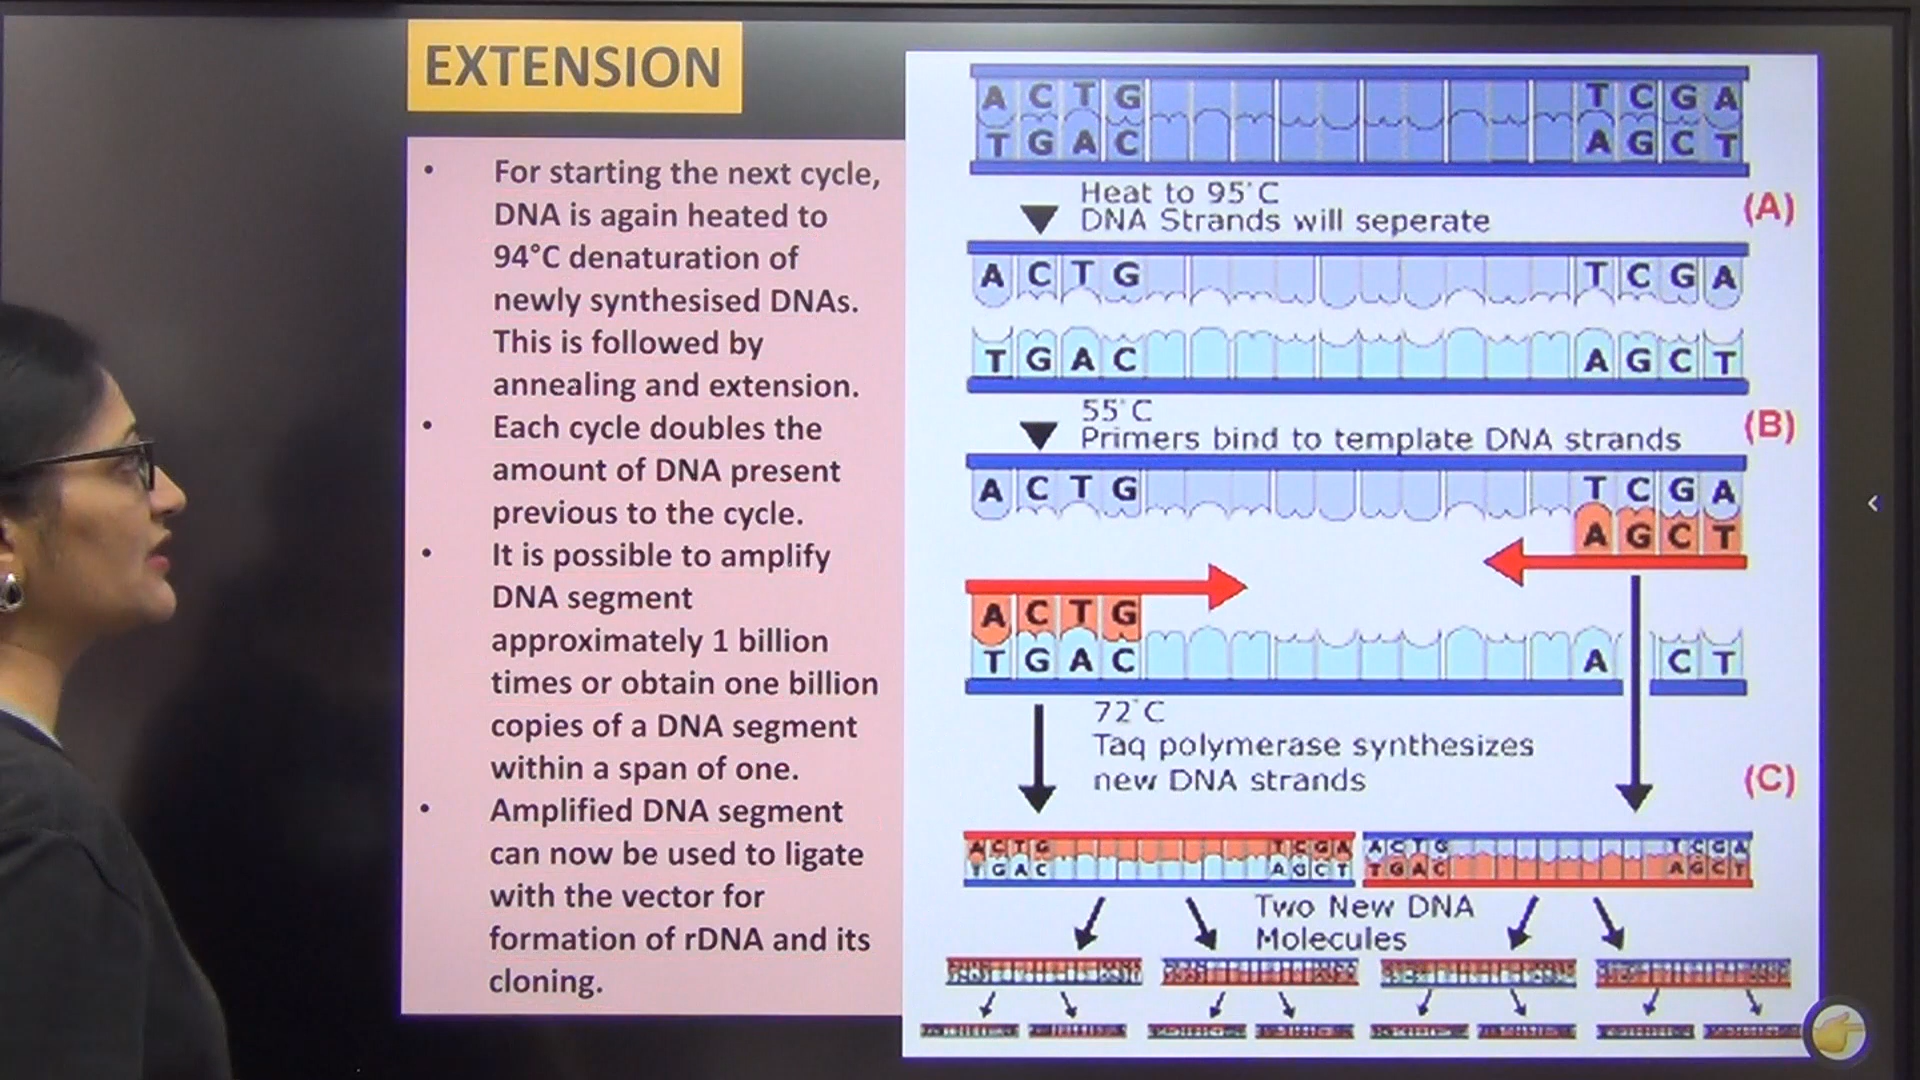 EXTENSION
• For starting the next cycle,
DNA is again heated to
94°C denaturation of
newly synthesised DNAs.
This is followed by
annealing and extension.
• Each cycle doubles the
amount of DNA present
previous to the cycle.
• It is possible to amplify
DNA segment
approximately 1 billion
times or obtain one billion
copies of a DNA segment
within a span of one.
• Amplified DNA segment
can now be used to ligate
with the vector for
formation of rDNA and its
cloning.
A C T G T C G A
T G A C A G C T
Heat to 95°C
DNA Strands will seperate
(A)
A C T G T C G A
T G A C A G C T
55°C
Primers bind to template DNA strands
(B)
A C T G T C G A
A G C T
A C T G
T G A C A C T
72°C
Taq polymerase synthesizes
new DNA strands
(C)
A C T G T C G A A C T G T C G A
T G A C A G C T T G A C A G C T
Two New DNA
Molecules